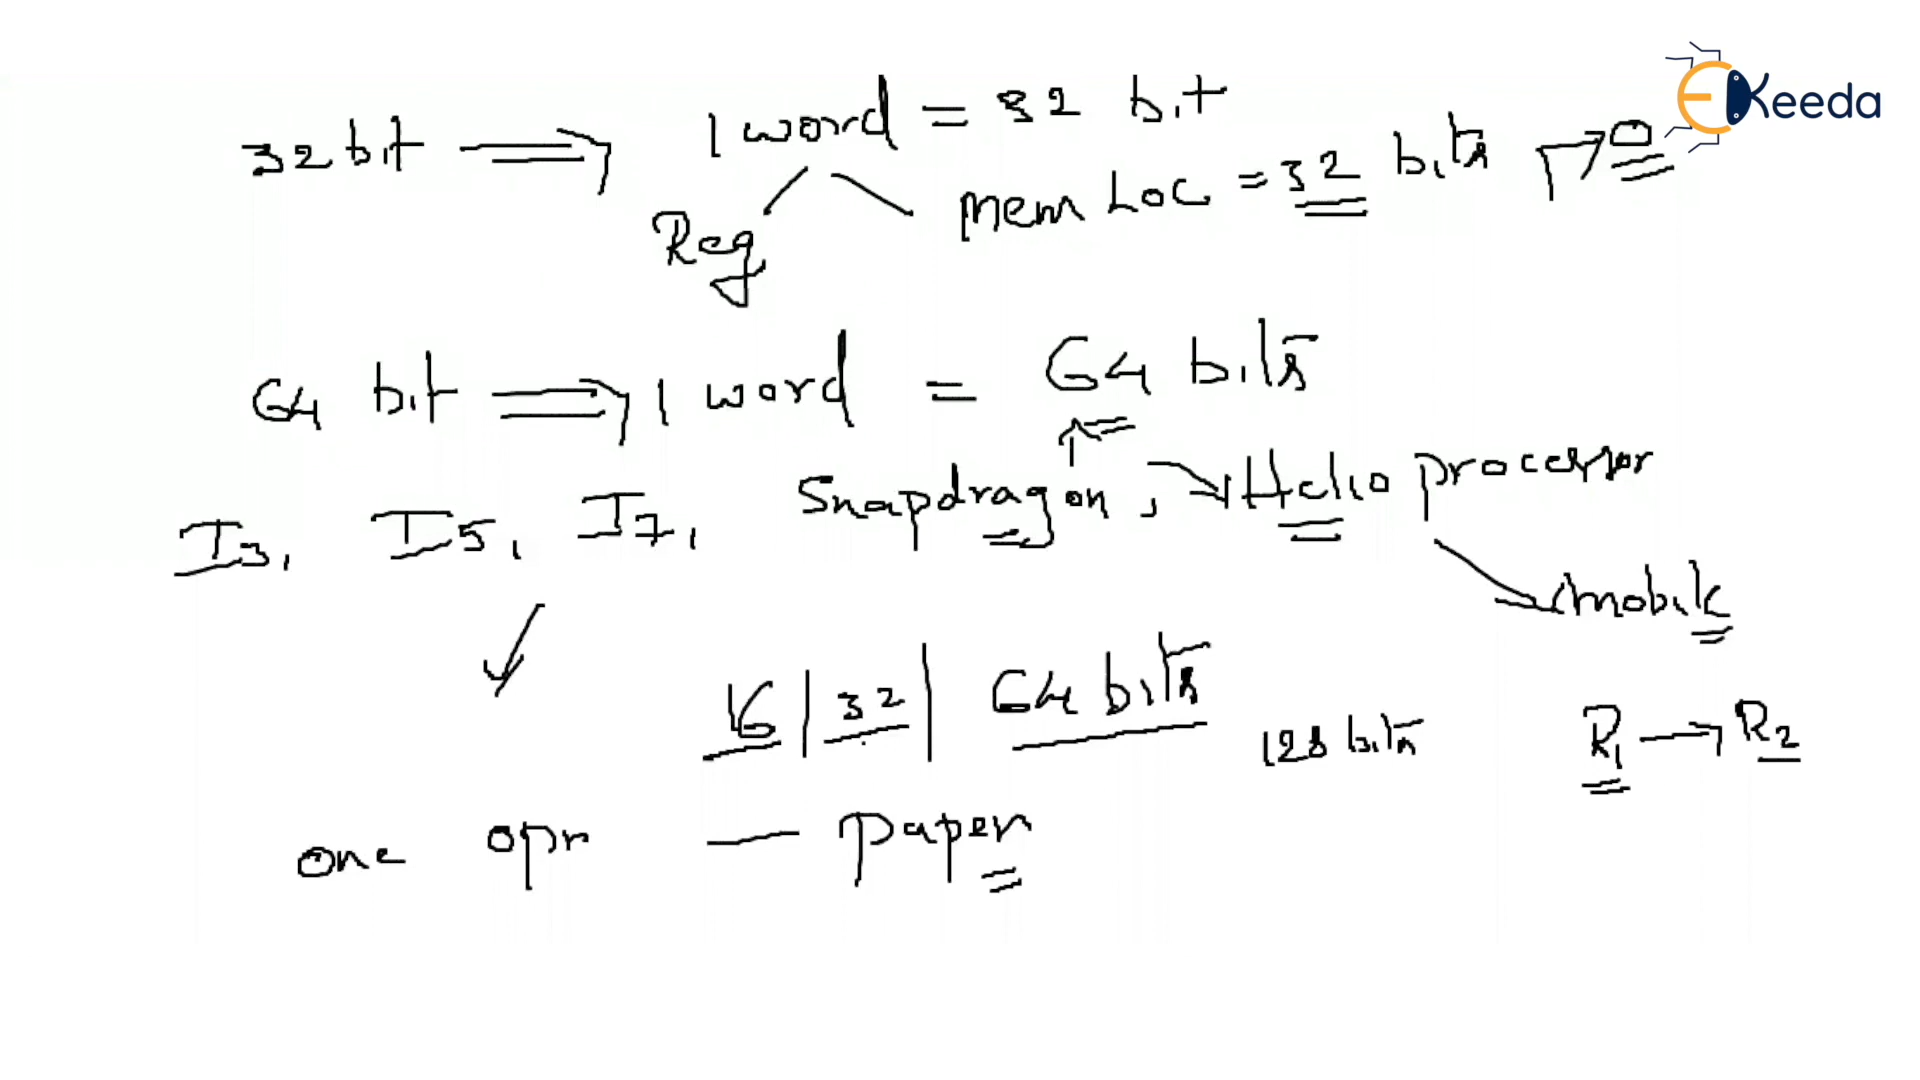 EKeeda
32 bit ⟹ 1 word = 32 bit
Reg mem Loc = 32 bits
64 bit ⟹ 1 word = 64 bits
I3, I5, I7, Snapdragon, → Helio processor
mobile
16 | 32 | 64 bits 128 bits R1 → R2
one opr — paper